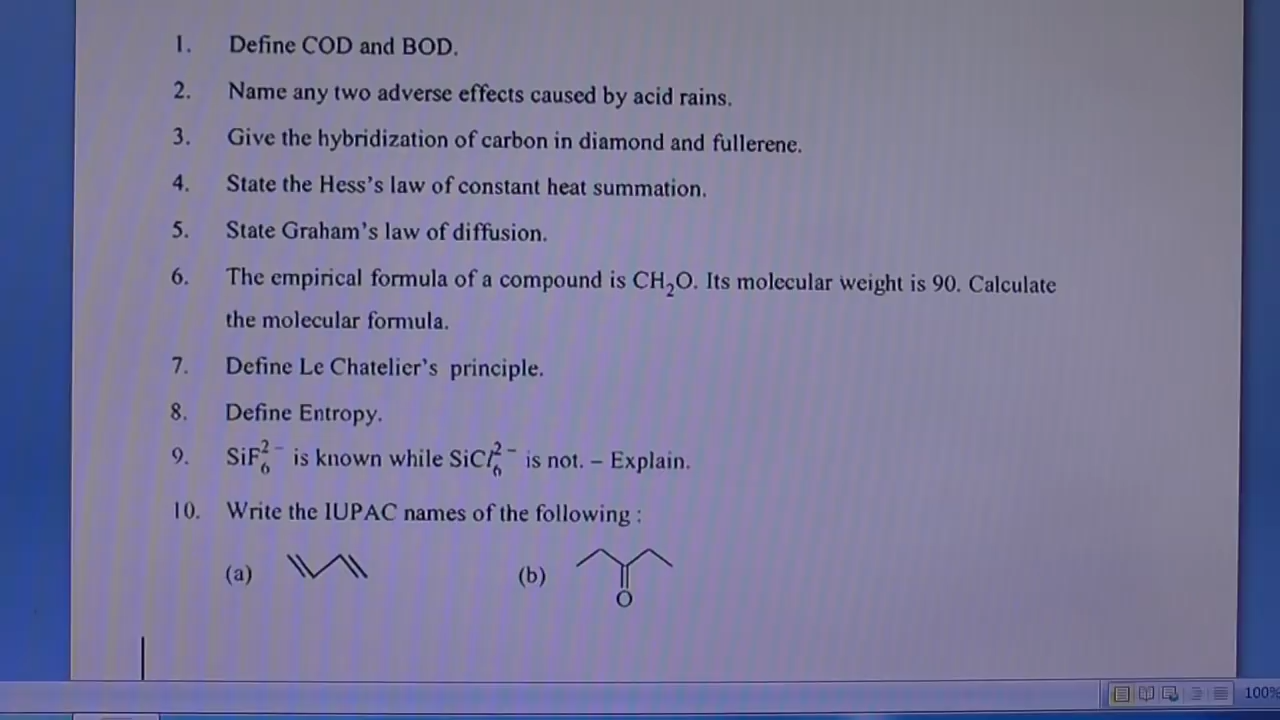 1. Define COD and BOD.
2. Name any two adverse effects caused by acid rains.
3. Give the hybridization of carbon in diamond and fullerene.
4. State the Hess's law of constant heat summation.
5. State Graham's law of diffusion.
6. The empirical formula of a compound is CH₂O. Its molecular weight is 90. Calculate
the molecular formula.
7. Define Le Chatelier's principle.
8. Define Entropy.
9. SiF₆²⁻ is known while SiCl₆²⁻ is not. – Explain.
10. Write the IUPAC names of the following :
(a) (b)
O
100%